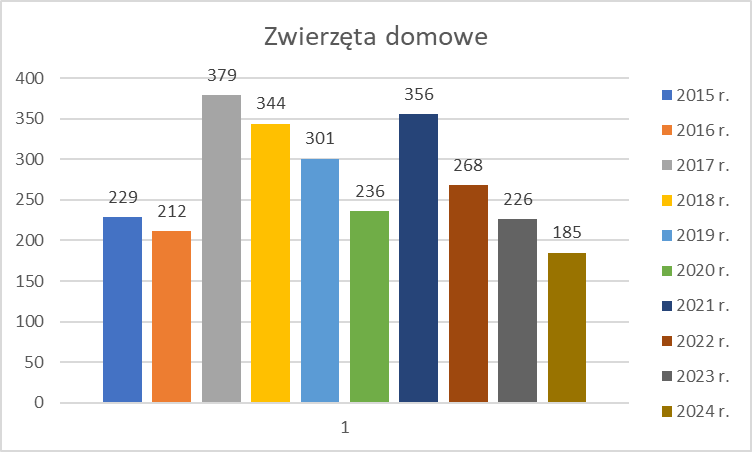 Zwierzęta domowe
400
350
300
250
200
150
100
50
0
229
212
379
344
301
236
356
268
226
185
1
2015 r.
2016 r.
2017 r.
2018 r.
2019 r.
2020 r.
2021 r.
2022 r.
2023 r.
2024 r.